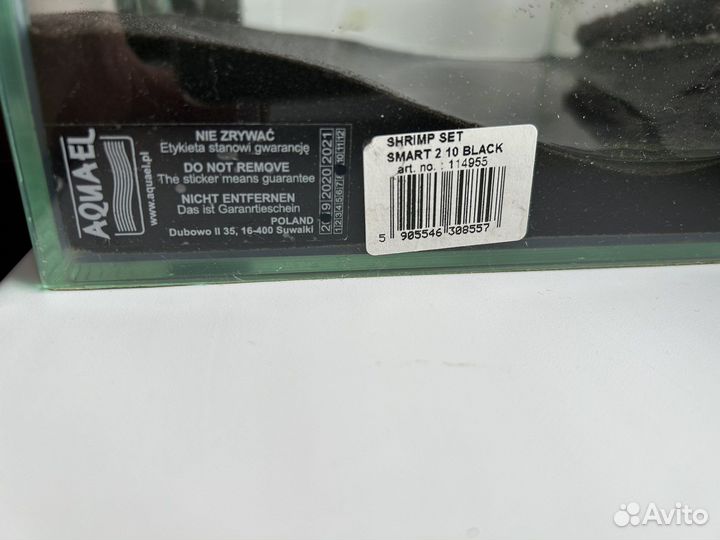 AQUAEL
www.aquael.pl
NIE ZRYWAĆ
Etykieta stanowi gwarancję
DO NOT REMOVE
The sticker means guarantee
NICHT ENTFERNEN
Das ist Garanrtieschein
POLAND
Dubowo II 35, 16-400 Suwałki
2020 2021
SHRIMP SET
SMART 2 10 BLACK
art. no. : 114955
5 905546 308557
Avito